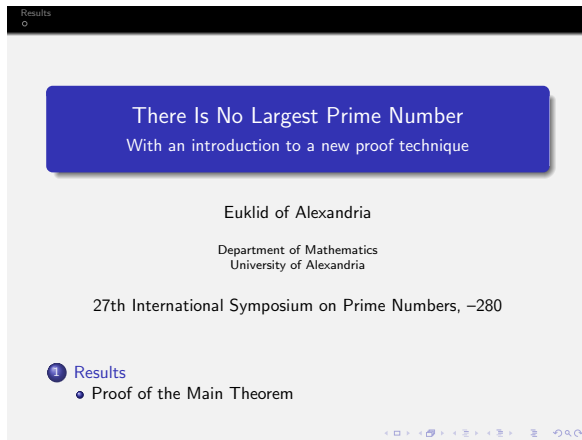 Results
There Is No Largest Prime Number
With an introduction to a new proof technique
Euklid of Alexandria
Department of Mathematics
University of Alexandria
27th International Symposium on Prime Numbers, –280
1 Results
Proof of the Main Theorem